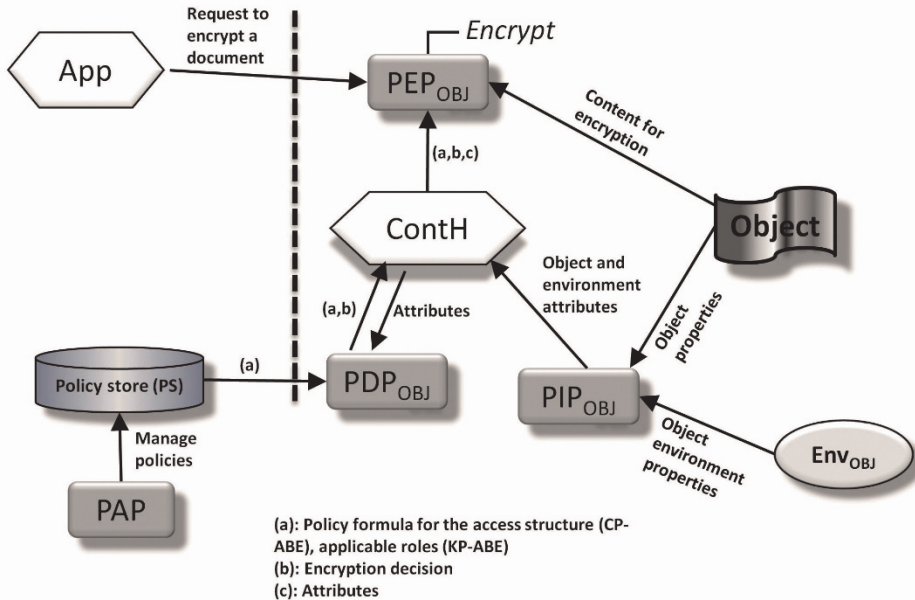 Request to
encrypt a
document
Encrypt
App
PEP OBJ
Content for
encryption
(a,b,c)
Object
ContH
Object and
environment
attributes
(a,b)
Attributes
Object
properties
Policy store (PS)
(a)
PDP OBJ
PIP OBJ
Manage
policies
Object
environment
properties
Env OBJ
PAP
(a): Policy formula for the access structure (CP-
ABE), applicable roles (KP-ABE)
(b): Encryption decision
(c): Attributes